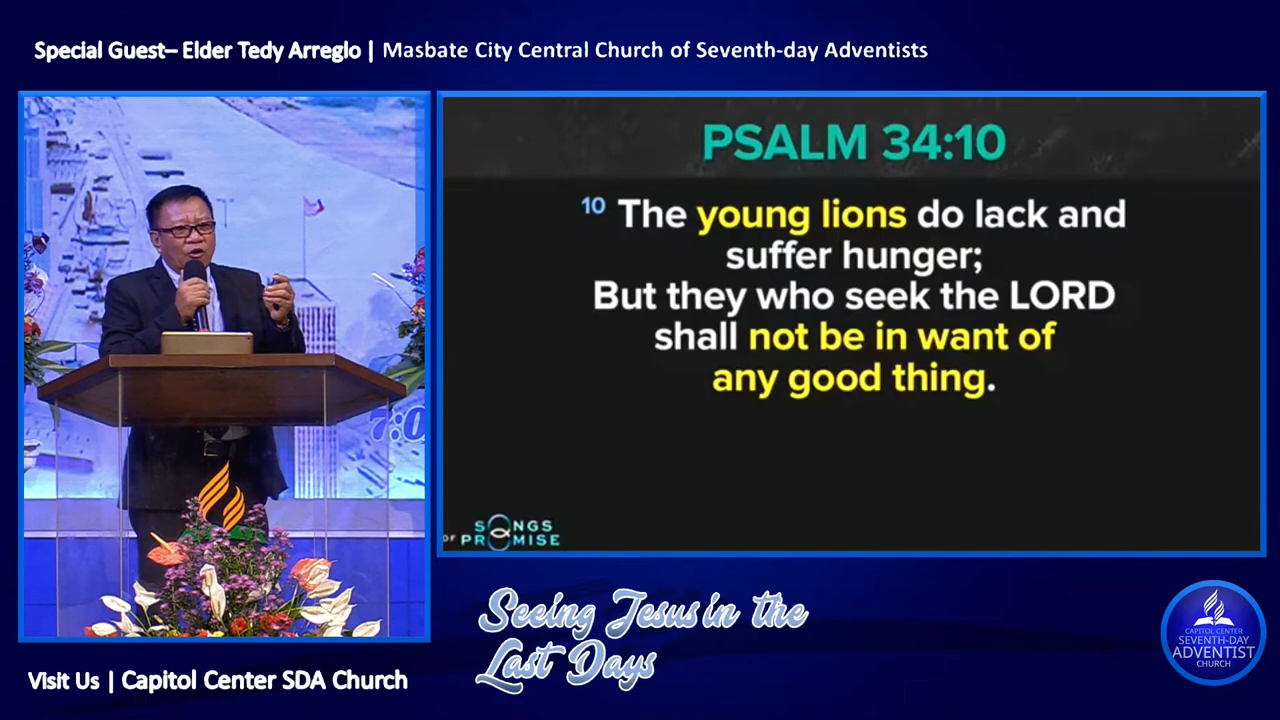 Special Guest– Elder Tedy Arreglo | Masbate City Central Church of Seventh-day Adventists
PSALM 34:10
10 The young lions do lack and
suffer hunger;
But they who seek the LORD
shall not be in want of
any good thing.
7:0
SONGS
OF PROMISE
Seeing Jesus in the
Last Days
CAPITOL CENTER
SEVENTH-DAY
ADVENTIST
CHURCH
Visit Us | Capitol Center SDA Church